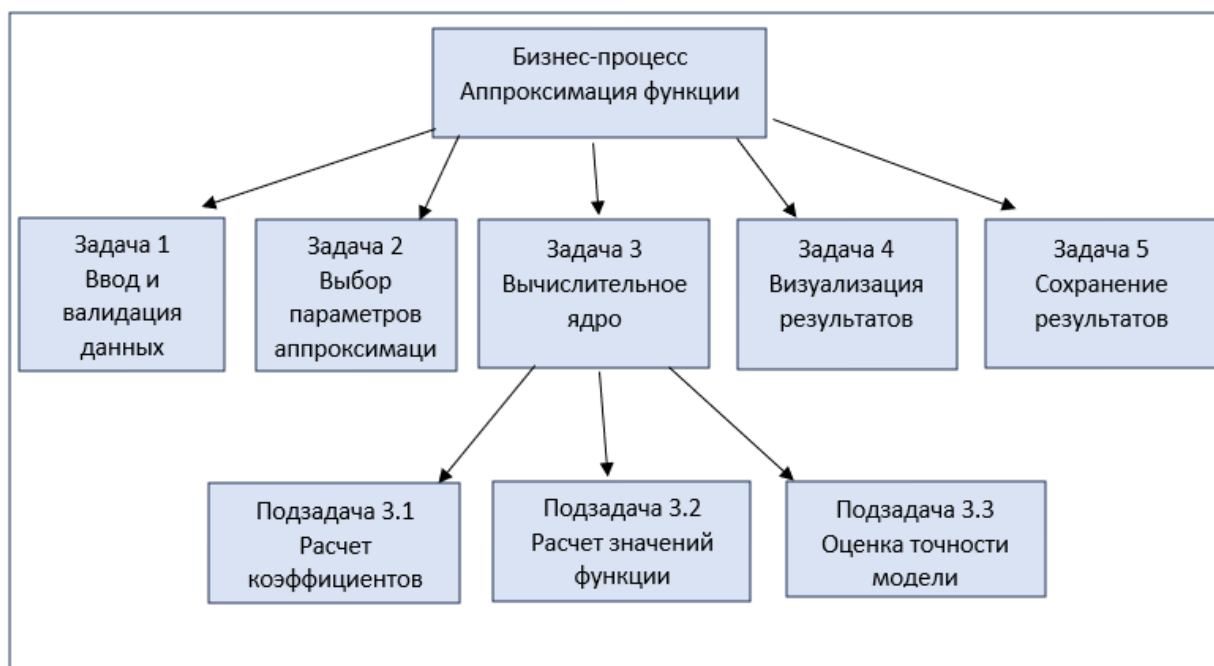 Бизнес-процесс
Аппроксимация функции
Задача 1
Ввод и
валидация
данных
Задача 2
Выбор
параметров
аппроксимаци
Задача 3
Вычислительное
ядро
Задача 4
Визуализация
результатов
Задача 5
Сохранение
результатов
Подзадача 3.1
Расчет
коэффициентов
Подзадача 3.2
Расчет значений
функции
Подзадача 3.3
Оценка точности
модели